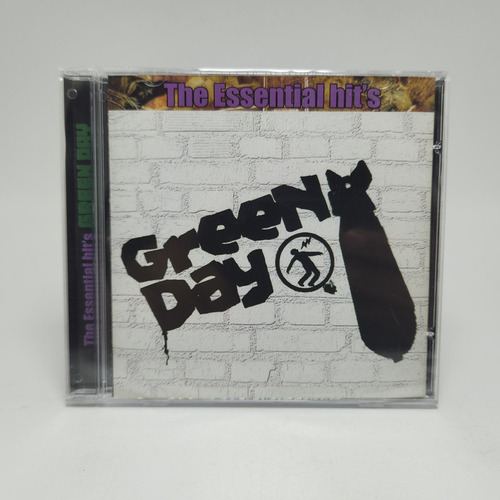 The Essential hit's
GreeN
Day
The Essential hit's GREEN DAY